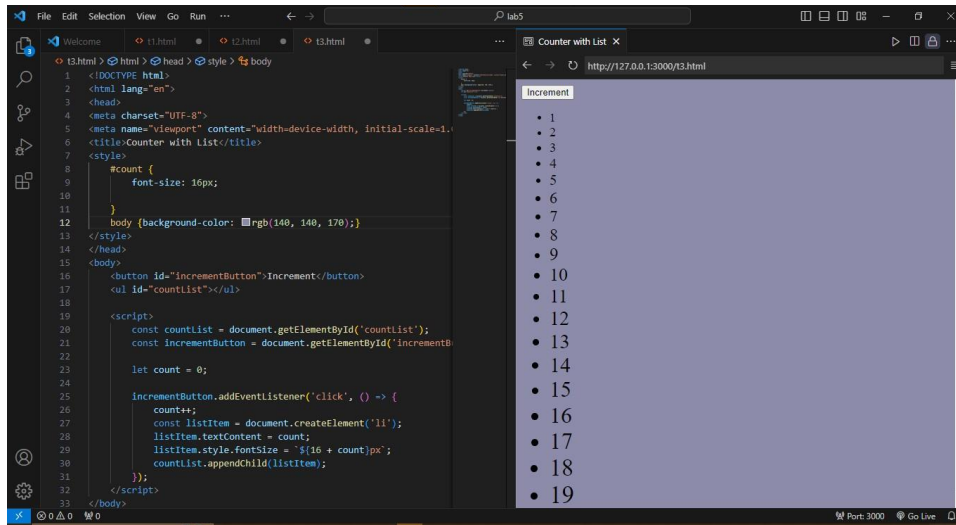 File Edit Selection View Go Run ... lab5
Welcome t1.html t2.html t3.html ...
t3.html > html > head > style > body
1 <!DOCTYPE html>
2 <html lang="en">
3 <head>
4 <meta charset="UTF-8">
5 <meta name="viewport" content="width=device-width, initial-scale=1.
6 <title>Counter with List</title>
7 <style>
8 #count {
9 font-size: 16px;
10
11 }
12 body {background-color: rgb(140, 140, 170);}
13 </style>
14 </head>
15 <body>
16 <button id="incrementButton">Increment</button>
17 <ul id="countList"></ul>
18
19 <script>
20 const countList = document.getElementById('countList');
21 const incrementButton = document.getElementById('incrementB
22
23 let count = 0;
24
25 incrementButton.addEventListener('click', () => {
26 count++;
27 const listItem = document.createElement('li');
28 listItem.textContent = count;
29 listItem.style.fontSize = `${16 + count}px`;
30 countList.appendChild(listItem);
31 });
32 </script>
33 </body>
Counter with List
http://127.0.0.1:3000/t3.html
Increment
• 1
• 2
• 3
• 4
• 5
• 6
• 7
• 8
• 9
• 10
• 11
• 12
• 13
• 14
• 15
• 16
• 17
• 18
• 19
3
0 0 0 Port: 3000 Go Live